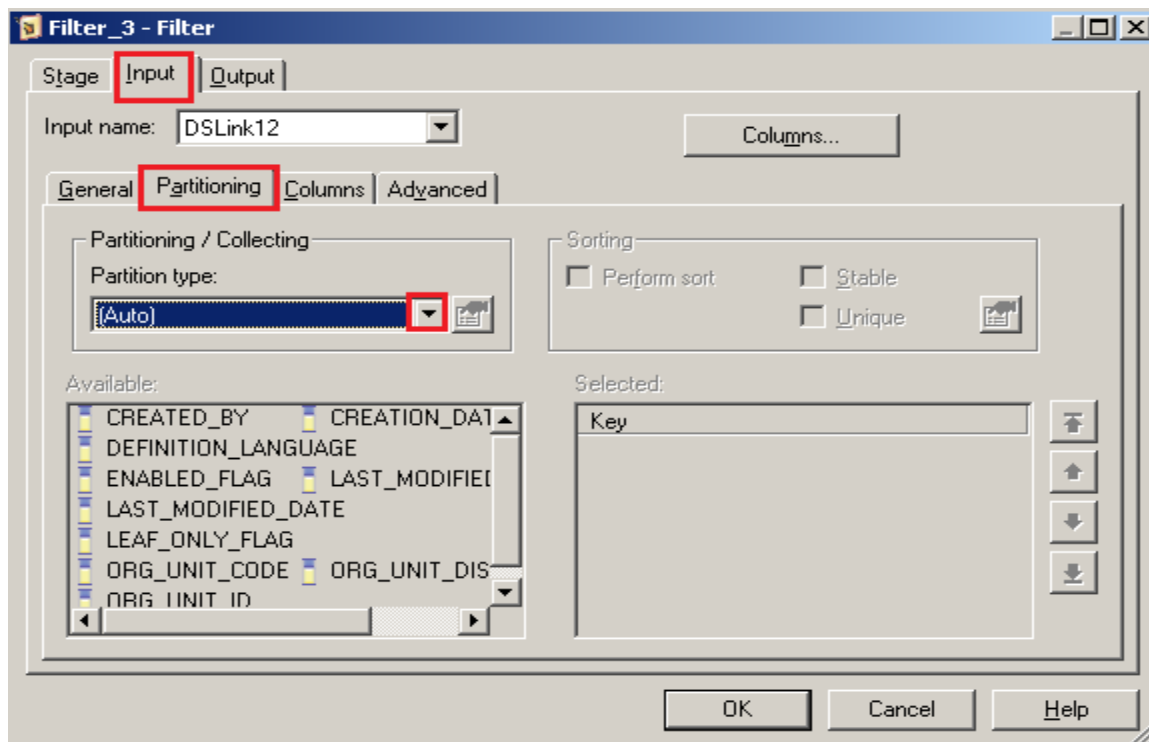 Filter_3 - Filter
Stage Input Output
Input name: DSLink12 Columns...
General Partitioning Columns Advanced
Partitioning / Collecting Sorting
Partition type: Perform sort Stable
(Auto) Unique
Available: Selected:
CREATED_BY CREATION_DAT Key
DEFINITION_LANGUAGE
ENABLED_FLAG LAST_MODIFIE
LAST_MODIFIED_DATE
LEAF_ONLY_FLAG
ORG_UNIT_CODE ORG_UNIT_DIS
ORG_UNIT_ID
OK Cancel Help